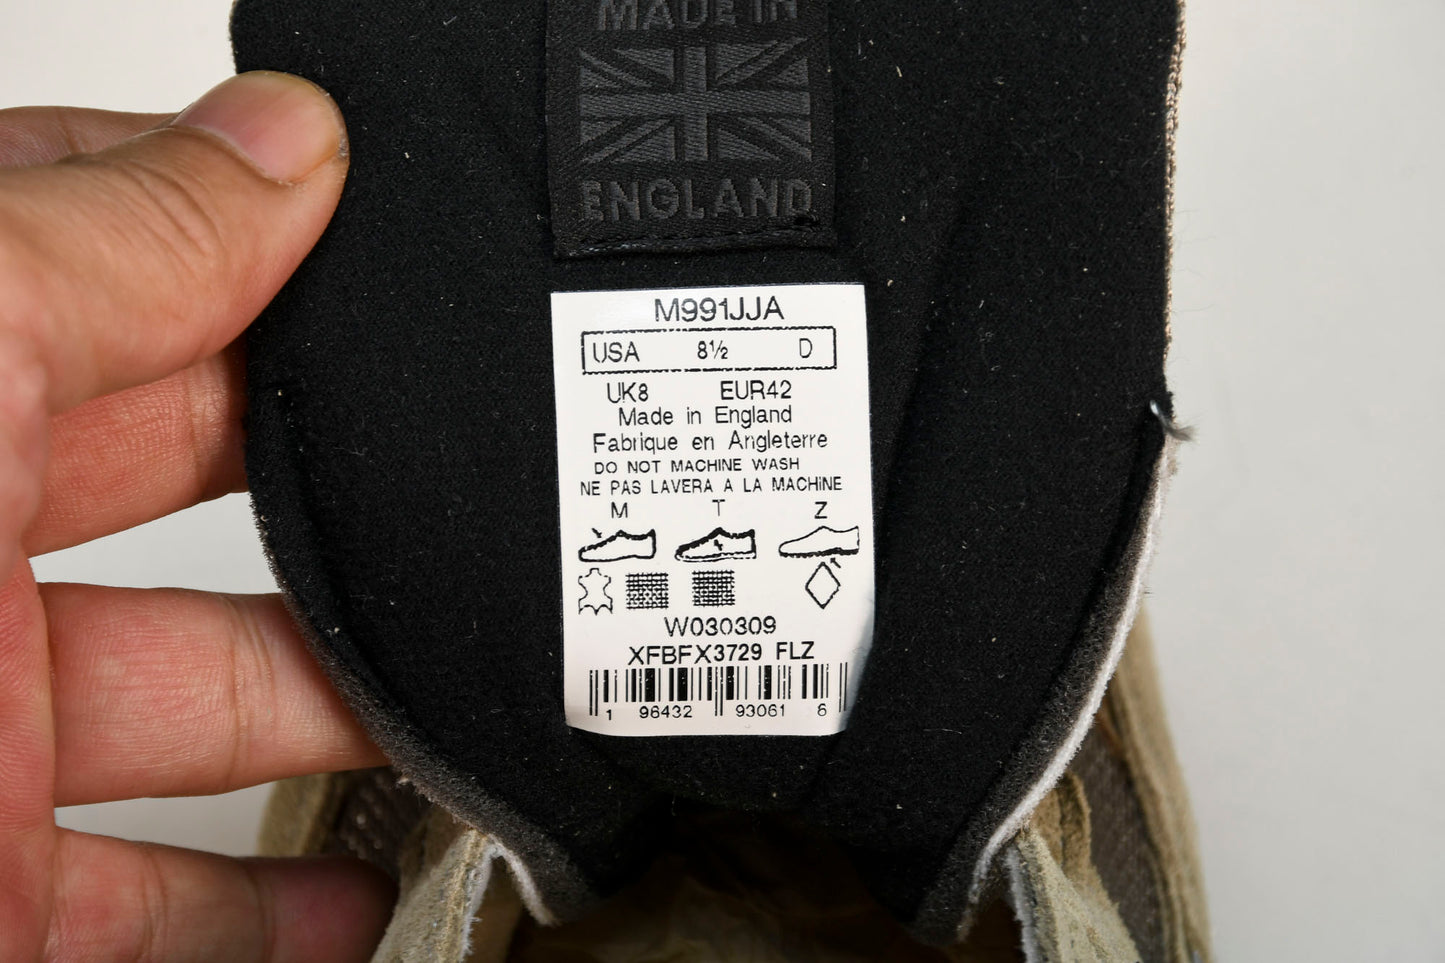 MADE IN
ENGLAND
M991JJA
USA 8½ D
UK8 EUR42
Made in England
Fabrique en Angleterre
DO NOT MACHINE WASH
NE PAS LAVERA A LA MACHINE
M T Z
W030309
XFBFX3729 FLZ
1 96432 93061 6